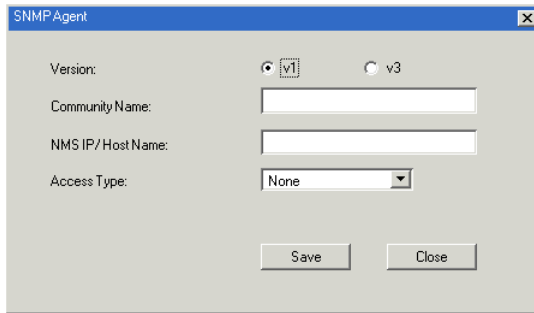 SNMP Agent
Version: v1 v3
Community Name:
NMS IP/ Host Name:
Access Type: None
Save Close